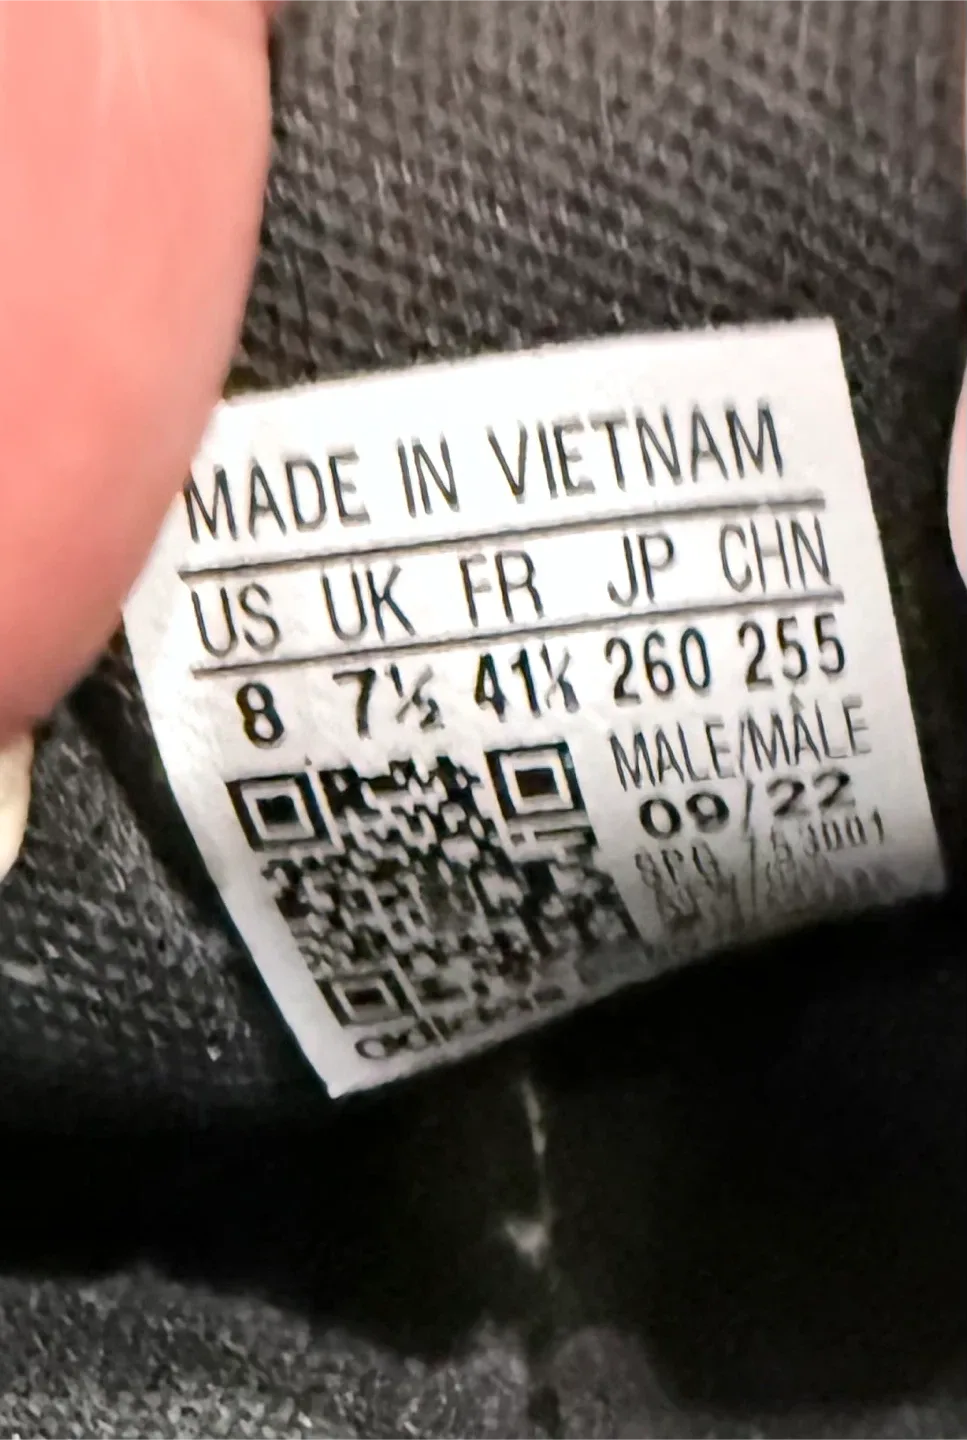 MADE IN VIETNAM
US UK FR JP CHN
8 7½ 41⅓ 260 255
MALE/MÂLE
09/22
adidas